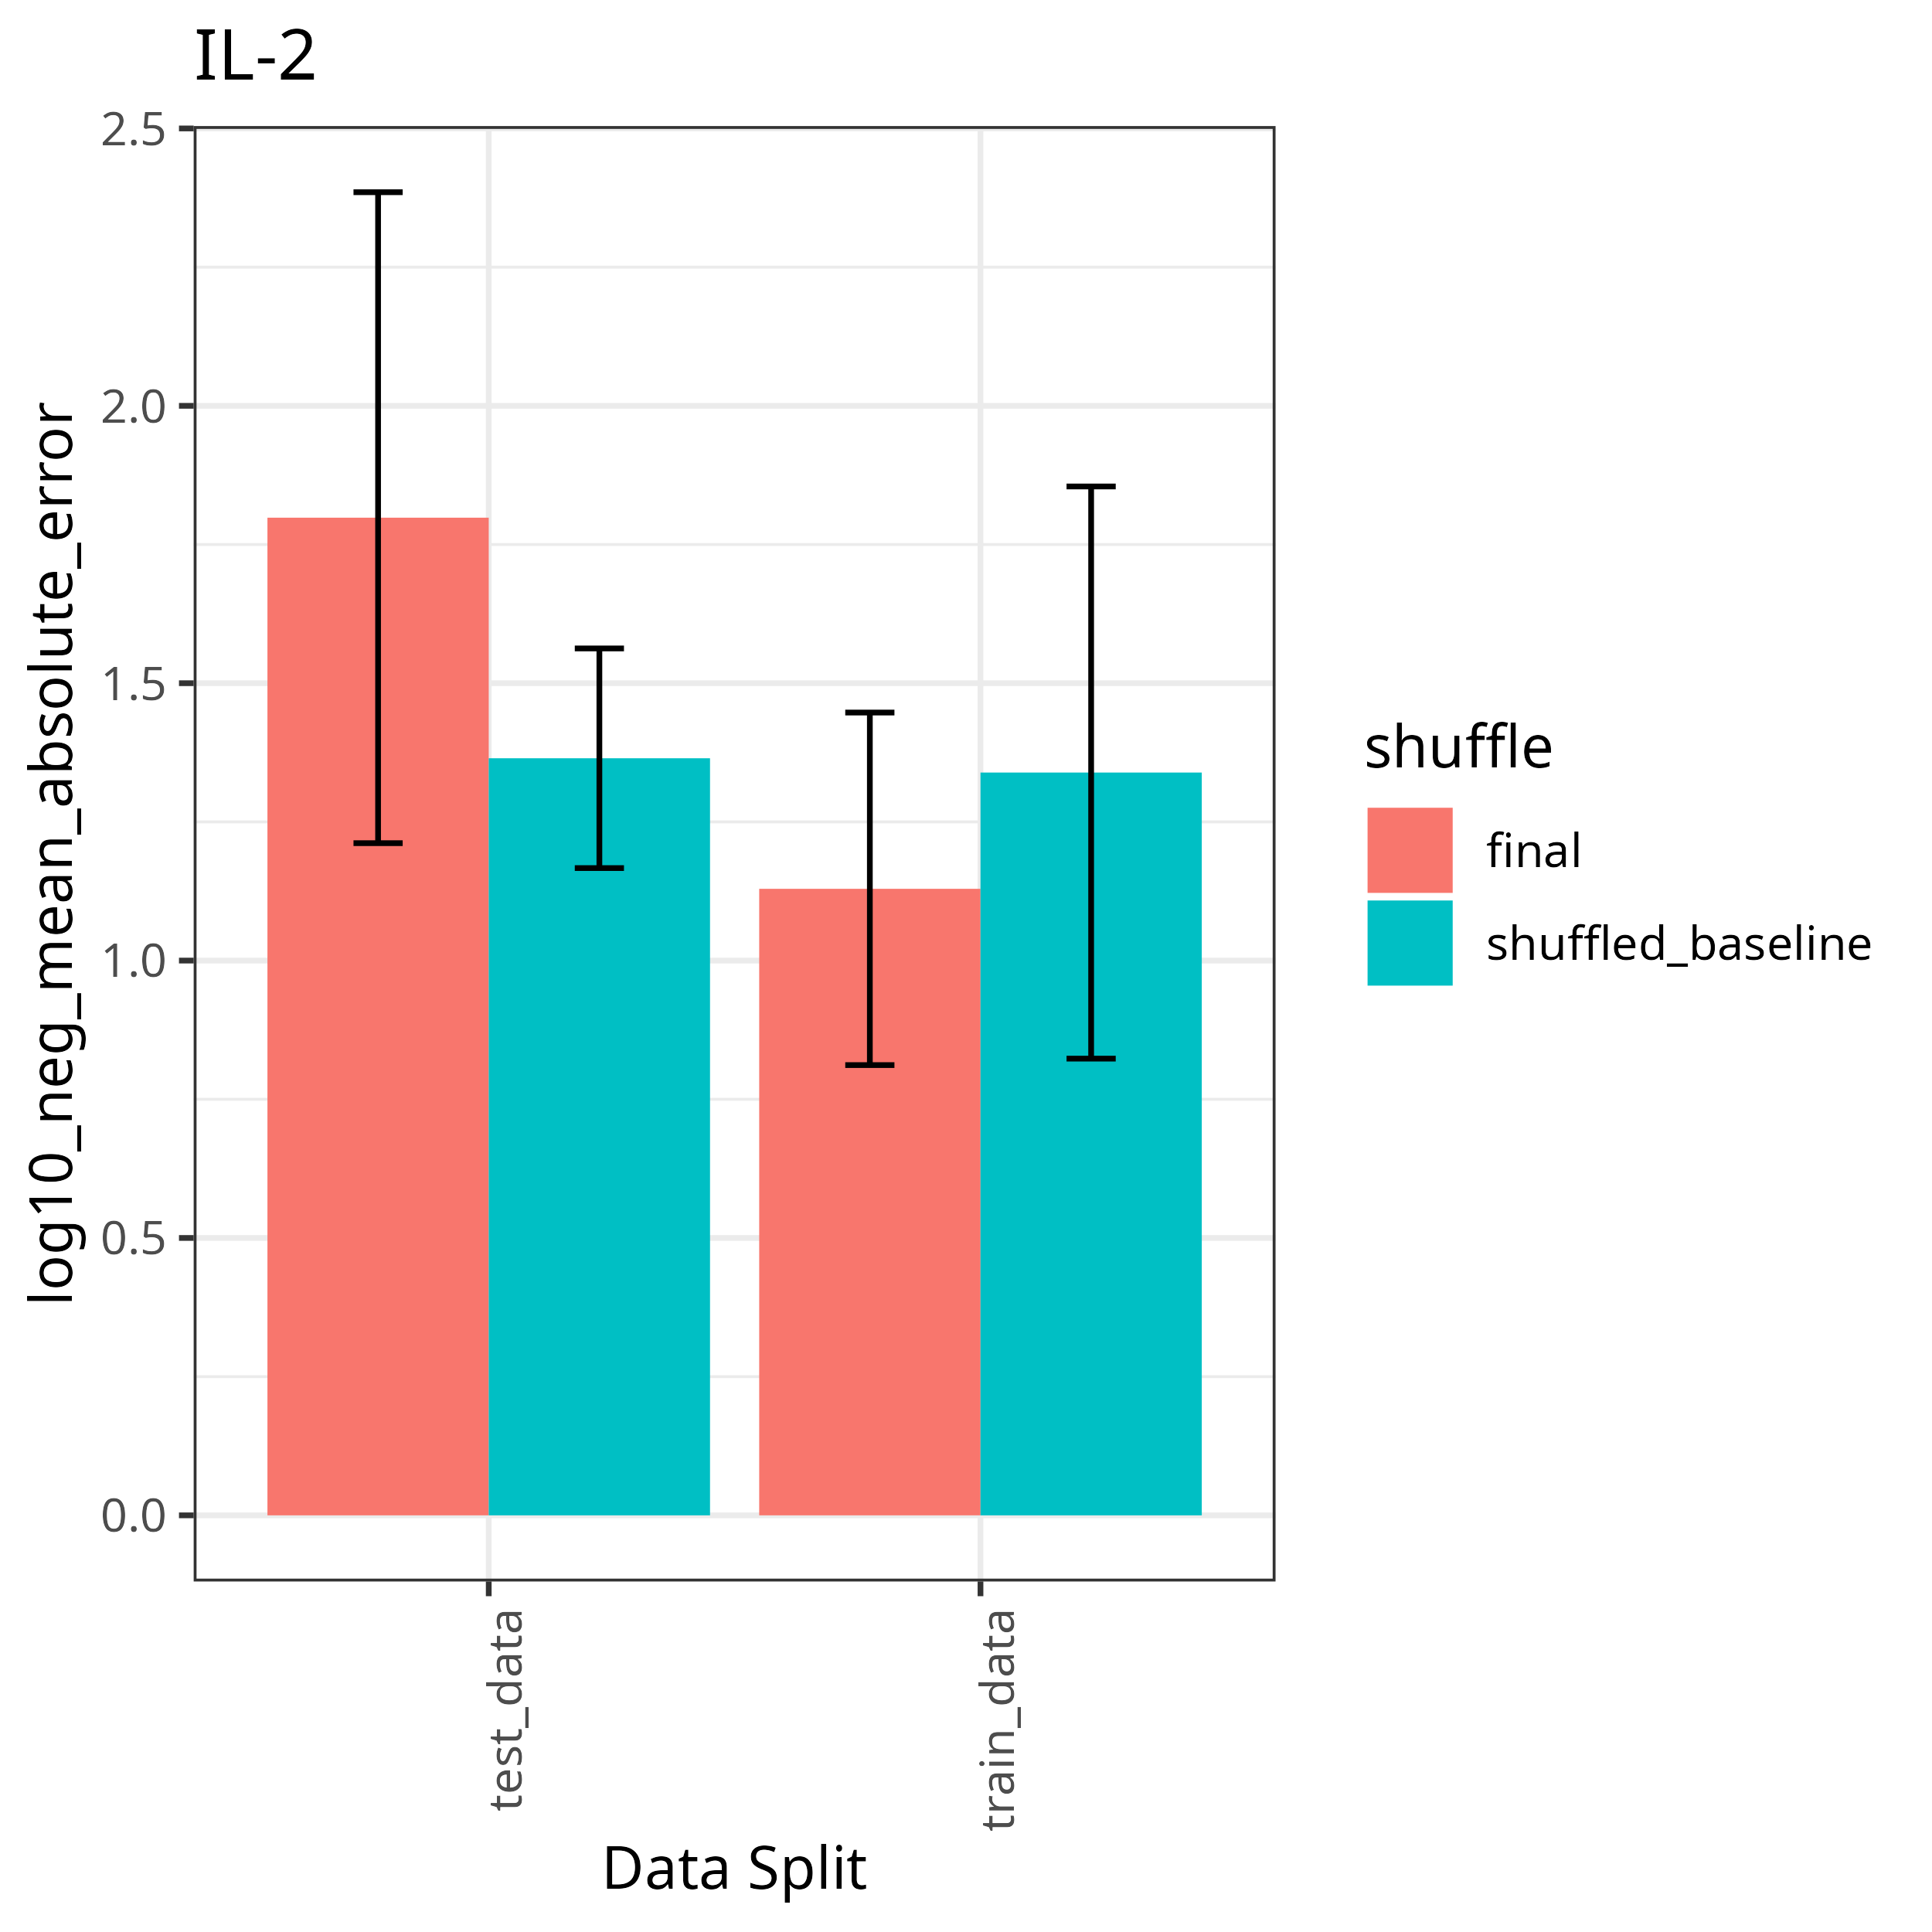 IL-2
log10_neg_mean_absolute_error
2.5
2.0
1.5
1.0
0.5
0.0
test_data
train_data
Data Split
shuffle
final
shuffled_baseline